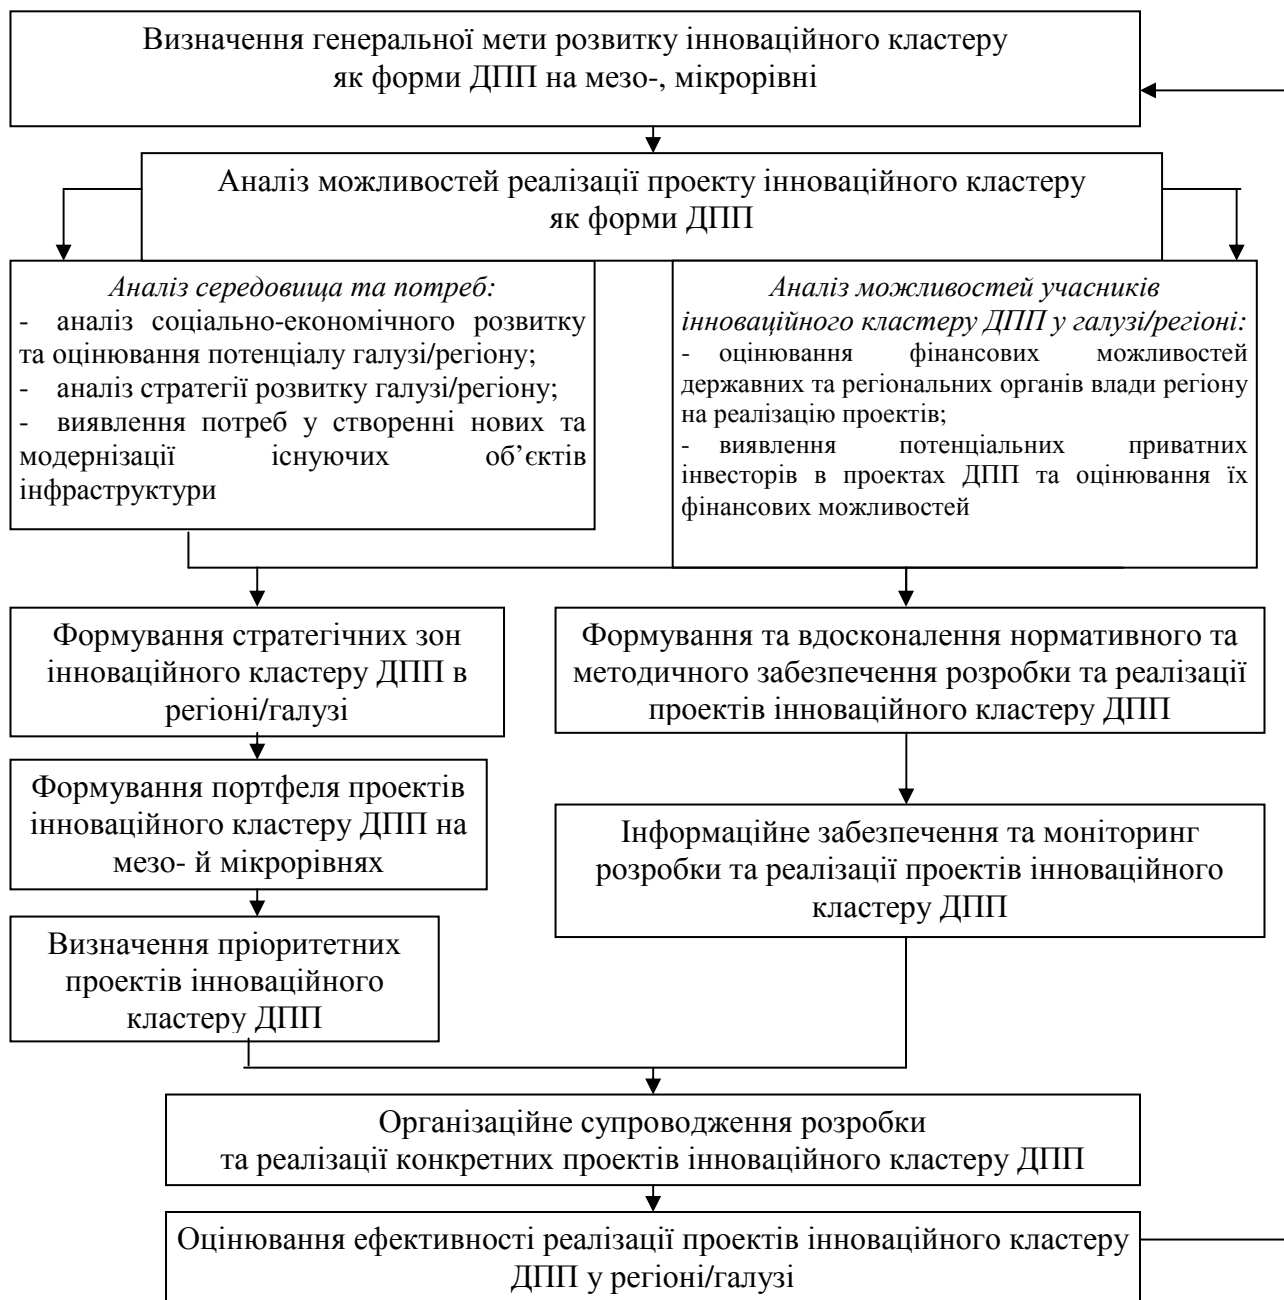 Визначення генеральної мети розвитку інноваційного кластеру
як форми ДПП на мезо-, мікрорівні
Аналіз можливостей реалізації проекту інноваційного кластеру
як форми ДПП
Аналіз середовища та потреб:
- аналіз соціально-економічного розвитку
та оцінювання потенціалу галузі/регіону;
- аналіз стратегії розвитку галузі/регіону;
- виявлення потреб у створенні нових та
модернізації існуючих об’єктів
інфраструктури
Аналіз можливостей учасників
інноваційного кластеру ДПП у галузі/регіоні:
- оцінювання фінансових можливостей
державних та регіональних органів влади регіону
на реалізацію проектів;
- виявлення потенціальних приватних
інвесторів в проектах ДПП та оцінювання їх
фінансових можливостей
Формування стратегічних зон
інноваційного кластеру ДПП в
регіоні/галузі
Формування та вдосконалення нормативного та
методичного забезпечення розробки та реалізації
проектів інноваційного кластеру ДПП
Формування портфеля проектів
інноваційного кластеру ДПП на
мезо- й мікрорівнях
Інформаційне забезпечення та моніторинг
розробки та реалізації проектів інноваційного
кластеру ДПП
Визначення пріоритетних
проектів інноваційного
кластеру ДПП
Організаційне супроводження розробки
та реалізації конкретних проектів інноваційного кластеру ДПП
Оцінювання ефективності реалізації проектів інноваційного кластеру
ДПП у регіоні/галузі